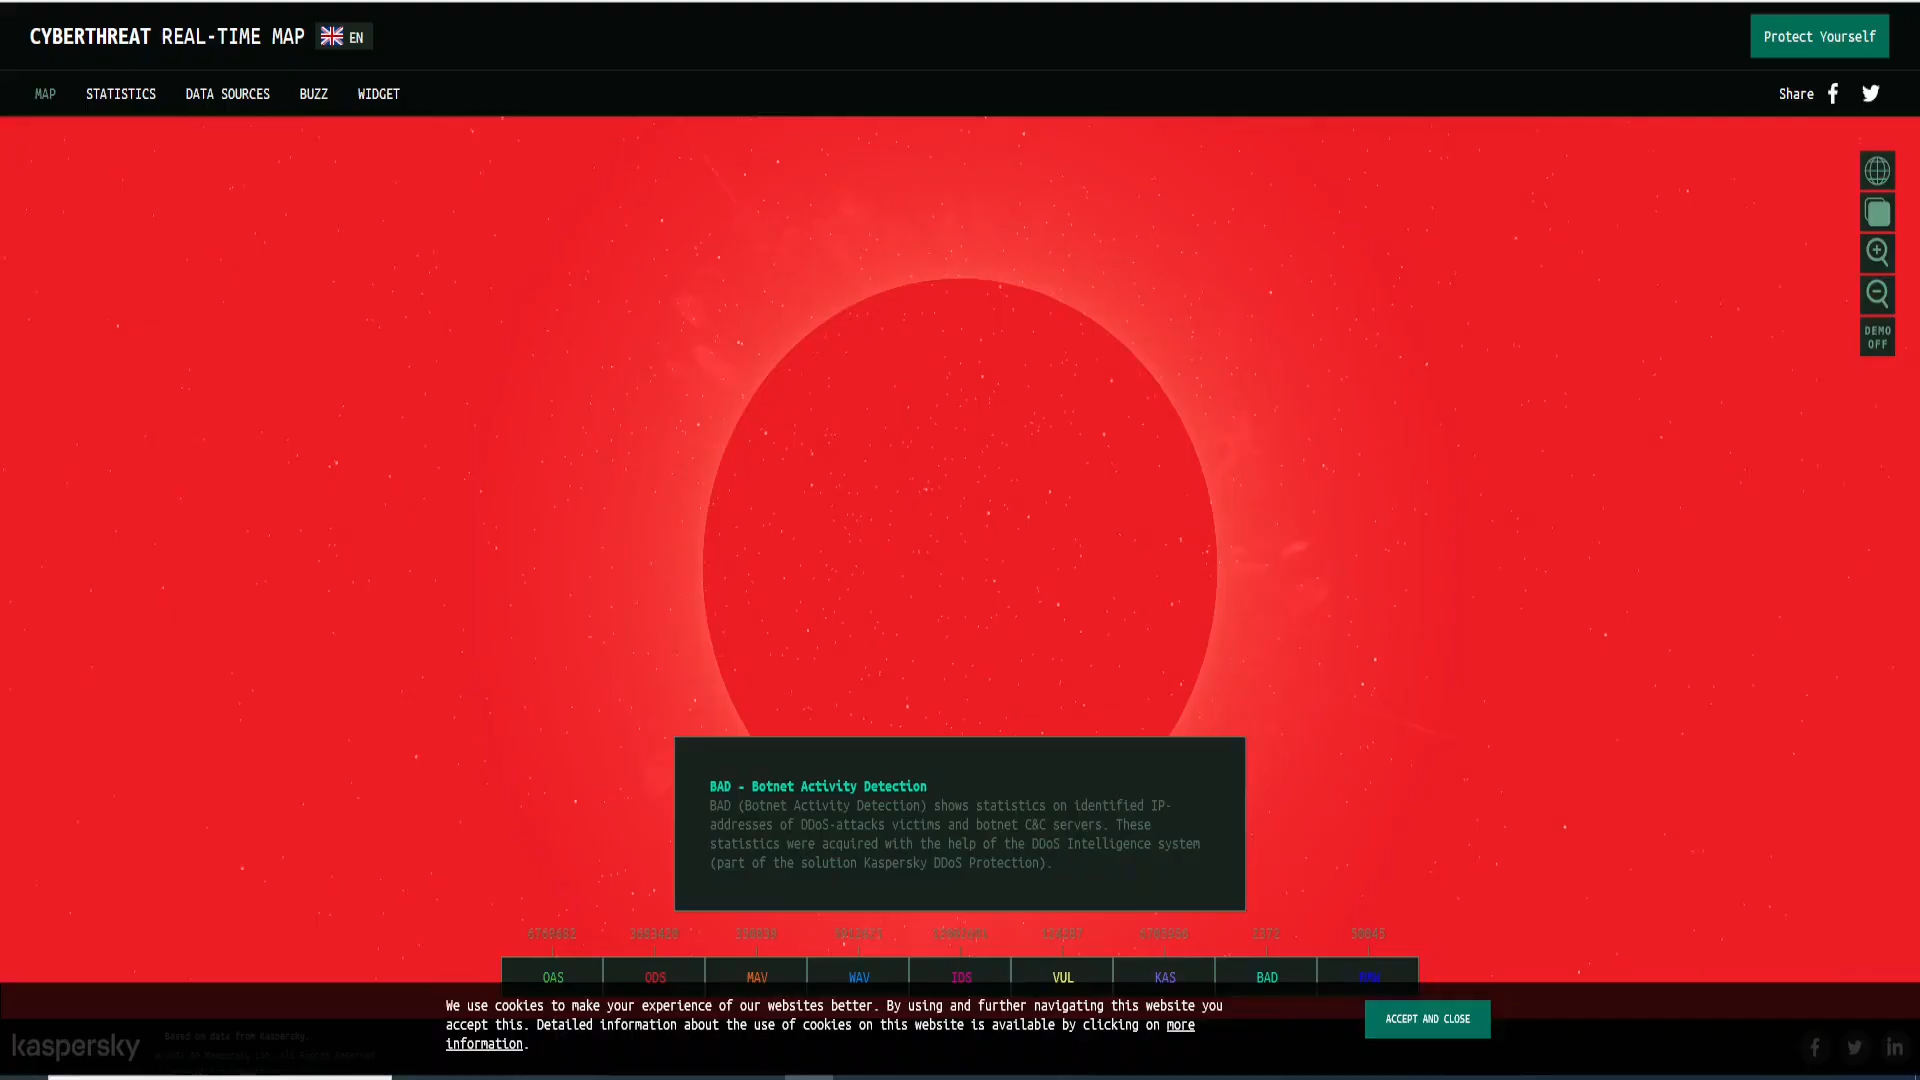 CYBERTHREAT REAL-TIME MAP EN
Protect Yourself
MAP STATISTICS DATA SOURCES BUZZ WIDGET
Share
DEMO
OFF
BAD - Botnet Activity Detection
BAD (Botnet Activity Detection) shows statistics on identified IP-
addresses of DDoS-attacks victims and botnet C&C servers. These
statistics were acquired with the help of the DDoS Intelligence system
(part of the solution Kaspersky DDoS Protection).
OAS ODS MAV WAV IDS VUL KAS BAD
We use cookies to make your experience of our websites better. By using and further navigating this website you
accept this. Detailed information about the use of cookies on this website is available by clicking on more
information.
ACCEPT AND CLOSE
kaspersky
Based on data from Kaspersky.